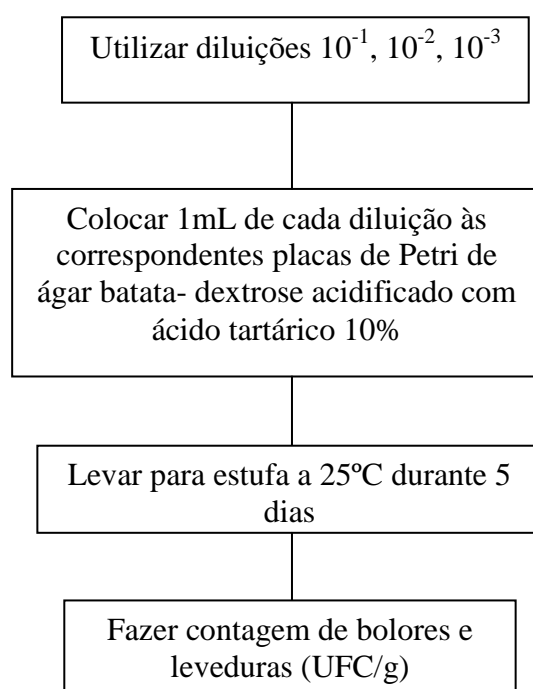 Utilizar diluições 10⁻¹, 10⁻², 10⁻³
Colocar 1mL de cada diluição às
correspondentes placas de Petri de
ágar batata- dextrose acidificado com
ácido tartárico 10%
Levar para estufa a 25ºC durante 5
dias
Fazer contagem de bolores e
leveduras (UFC/g)